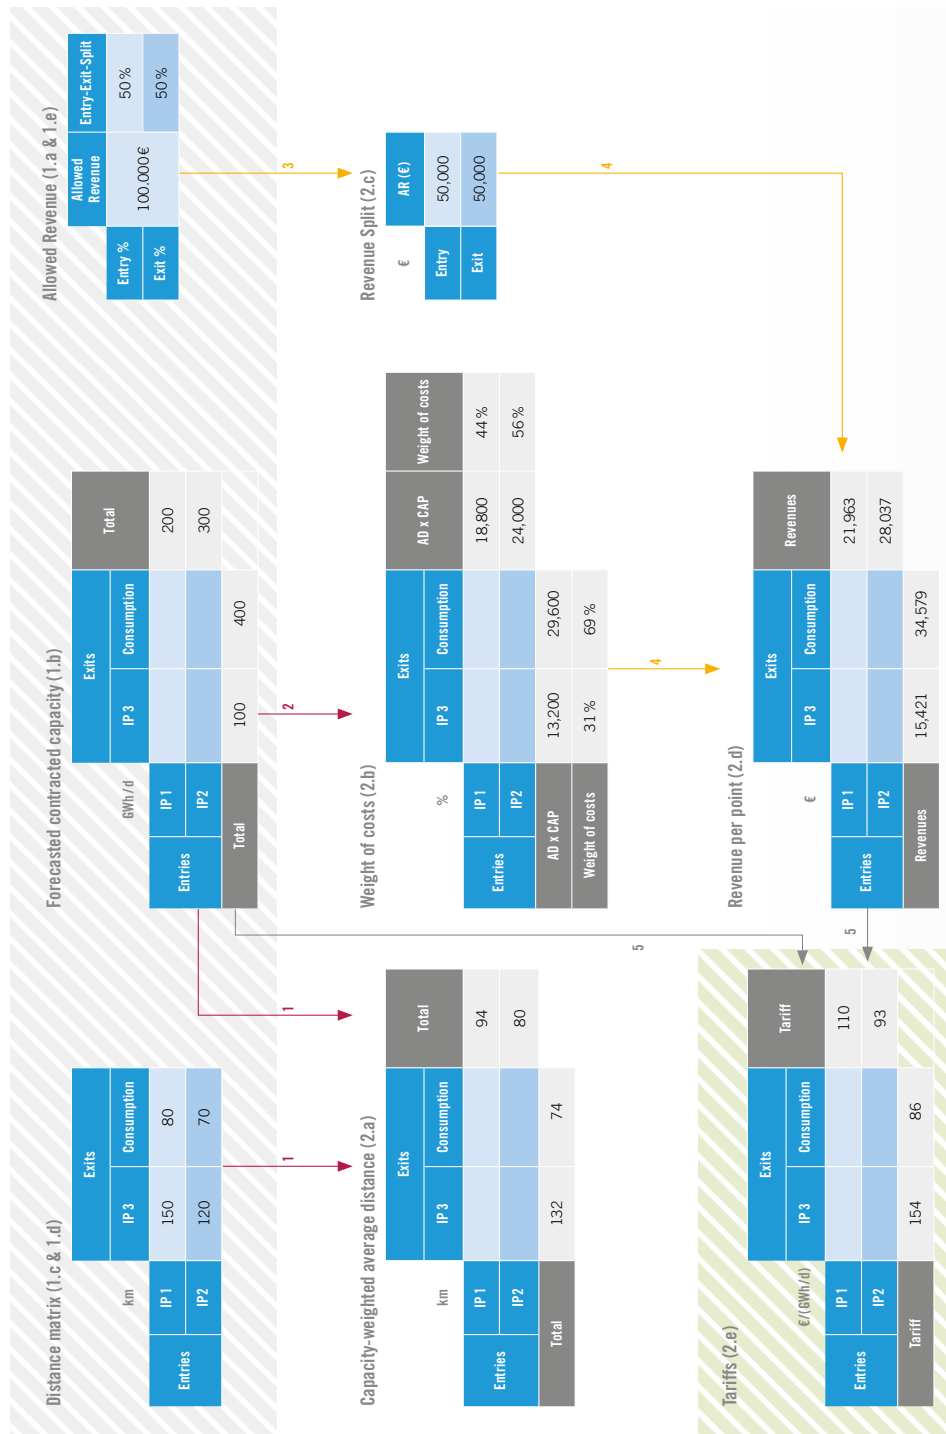 Distance matrix (1.c & 1.d)
km
Exits
IP 3
Consumption
Entries
IP 1
150
80
IP2
120
70
Forecasted contracted capacity (1.b)
GWh/d
Exits
Total
IP 3
Consumption
Entries
IP 1
200
IP2
300
Total
100
400
Allowed Revenue (1.a & 1.e)
Allowed
Revenue
Entry-Exit-Split
Entry %
100.000€
50%
Exit %
50%
1
1
2
3
Capacity-weighted average distance (2.a)
km
Exits
Total
IP 3
Consumption
Entries
IP 1
94
IP2
80
Total
132
74
Weight of costs (2.b)
%
Exits
AD x CAP
Weight of costs
IP 3
Consumption
Entries
IP 1
18,800
44%
IP2
24,000
56%
AD x CAP
13,200
29,600
Weight of costs
31%
69%
Revenue Split (2.c)
€
AR (€)
Entry
50,000
Exit
50,000
5
4
4
Tariffs (2.e)
€/(GWh/d)
Exits
Tariff
IP 3
Consumption
Entries
IP 1
110
IP2
93
Tariff
154
86
5
Revenue per point (2.d)
€
Exits
Revenues
IP 3
Consumption
Entries
IP 1
21,963
IP2
28,037
Revenues
15,421
34,579